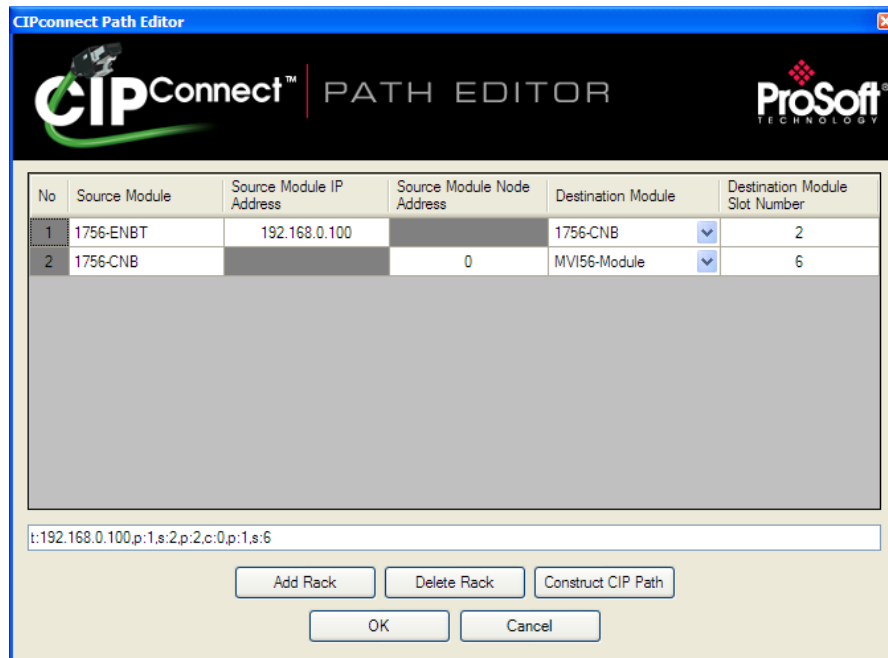 CIPconnect Path Editor
CIPConnect™ PATH EDITOR
ProSoft®
TECHNOLOGY
No Source Module Source Module IP Address Source Module Node Address Destination Module Destination Module Slot Number
1 1756-ENBT 192.168.0.100 1756-CNB 2
2 1756-CNB 0 MVI56-Module 6
t:192.168.0.100,p:1,s:2,p:2,c:0,p:1,s:6
Add Rack Delete Rack Construct CIP Path
OK Cancel